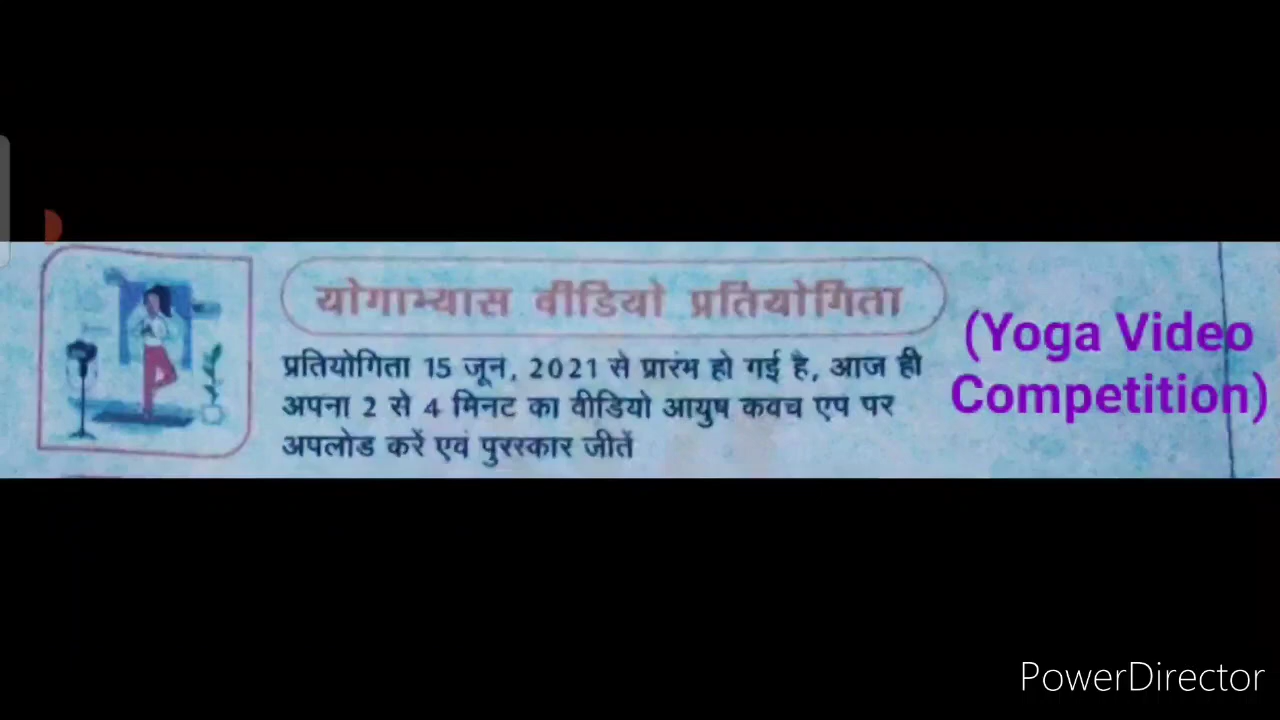 योगाभ्यास वीडियो प्रतियोगिता
प्रतियोगिता 15 जून, 2021 से प्रारंभ हो गई है, आज ही
अपना 2 से 4 मिनट का वीडियो आयुष कवच एप पर
अपलोड करें एवं पुरस्कार जीतें
(Yoga Video
Competition)
PowerDirector